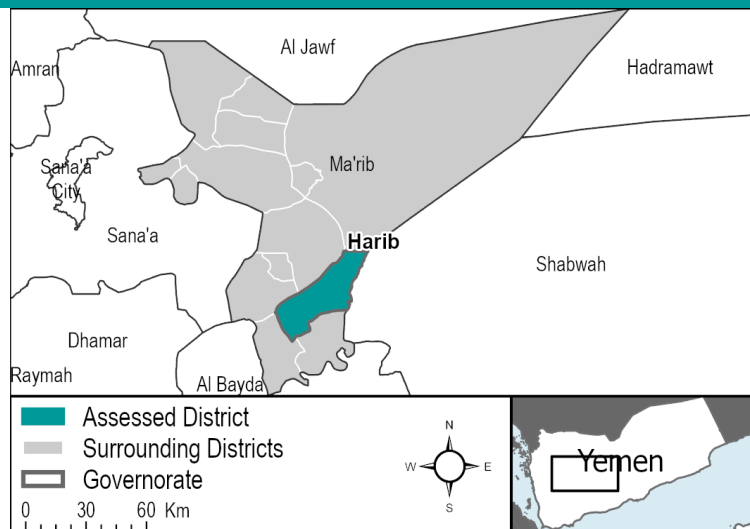 Al Jawf
Hadramawt
Amran
Ma'rib
Sana'a
City
Sana'a
Harib
Shabwah
Dhamar
Raymah
Al Bayda
Assessed District
Surrounding Districts
Governorate
0 30 60 Km
N
W E
S
Yemen